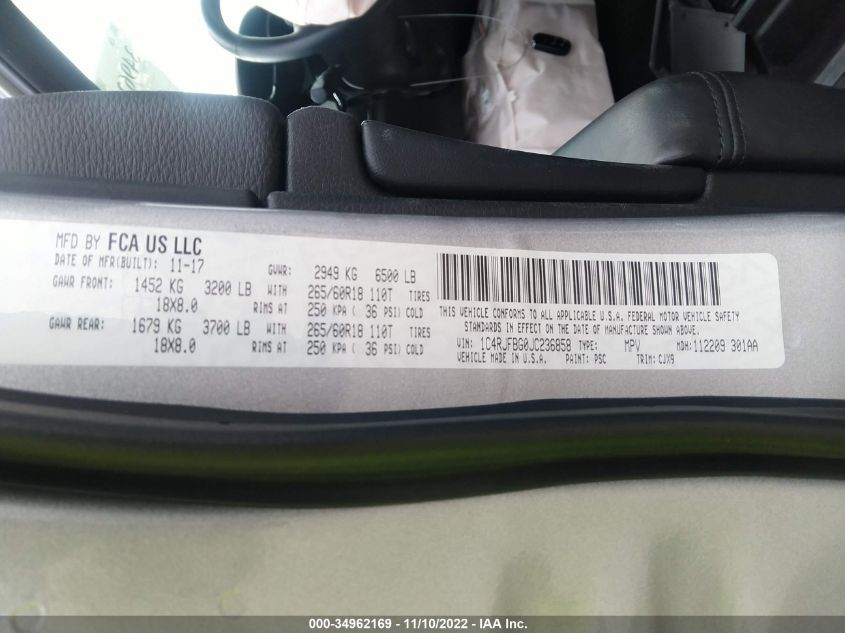 MFD BY FCA US LLC
DATE OF MFR(BUILT): 11-17 GVWR: 2949 KG 6500 LB
GAWR FRONT: 1452 KG 3200 LB WITH 265/60R18 110T TIRES
18X8.0 RIMS AT 250 KPA ( 36 PSI) COLD
GAWR REAR: 1679 KG 3700 LB WITH 265/60R18 110T TIRES
18X8.0 RIMS AT 250 KPA ( 36 PSI) COLD
THIS VEHICLE CONFORMS TO ALL APPLICABLE U.S.A. FEDERAL MOTOR VEHICLE SAFETY
STANDARDS IN EFFECT ON THE DATE OF MANUFACTURE SHOWN ABOVE.
VIN: 1C4RJFBG0JC236858 TYPE: MPV MDH: 112209 301AA
VEHICLE MADE IN U.S.A. PAINT: PSC TRIM: CJX9
000-34962169 - 11/10/2022 - IAA Inc.